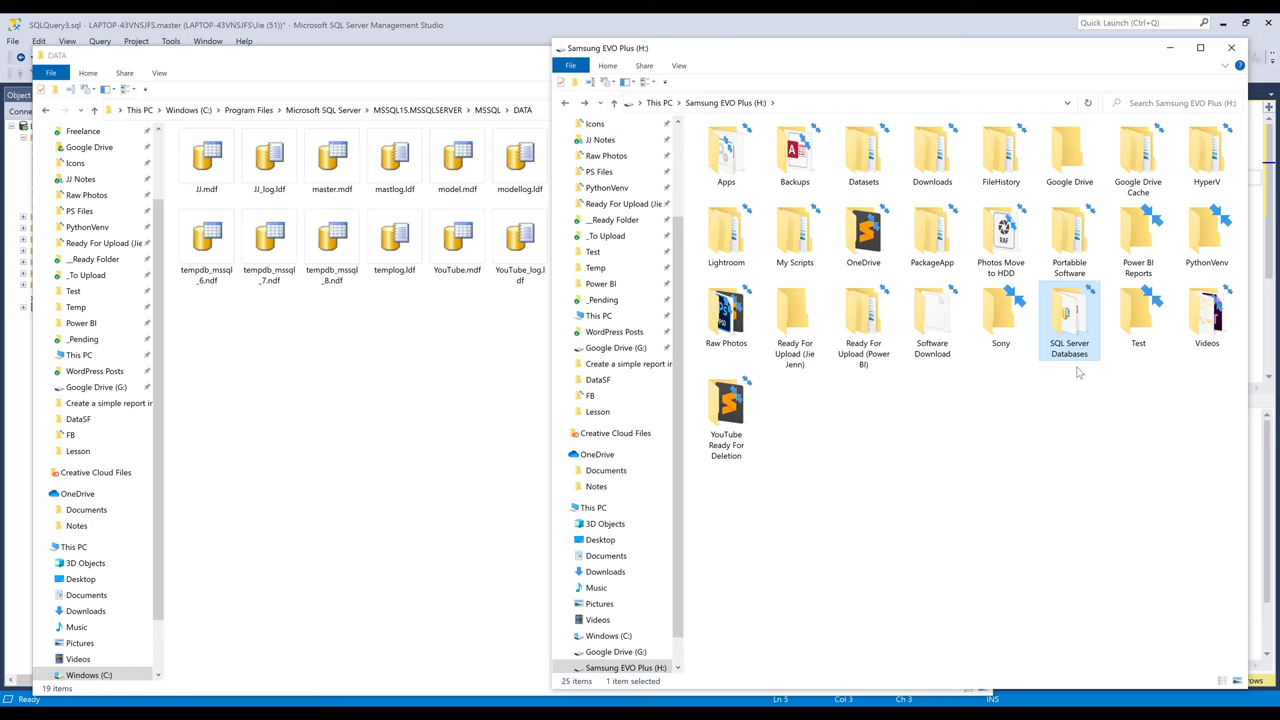 SQLQuery3.sql - LAPTOP-43VNSJFS.master (LAPTOP-43VNSJFS\Jie (51))* - Microsoft SQL Server Management Studio
Quick Launch (Ctrl+Q)
File Edit View Query Project Tools Window Help
DATA
File Home Share View
This PC Windows (C:) Program Files Microsoft SQL Server MSSQL15.MSSQLSERVER MSSQL DATA
Freelance
Google Drive
Icons
JJ Notes
Raw Photos
PS Files
PythonVenv
Ready For Upload (Jie
__Ready Folder
_To Upload
Test
Temp
Power BI
_Pending
This PC
WordPress Posts
Google Drive (G:)
Create a simple report in
DataSF
FB
Lesson
Creative Cloud Files
OneDrive
Documents
Notes
This PC
3D Objects
Desktop
Documents
Downloads
Music
Pictures
Videos
Windows (C:)
JJ.mdf JJ_log.ldf master.mdf mastlog.ldf model.mdf modellog.ldf
tempdb_mssql tempdb_mssql tempdb_mssql templog.ldf YouTube.mdf YouTube_log.l
_6.ndf _7.ndf _8.ndf df
19 items
Samsung EVO Plus (H:)
File Home Share View
This PC Samsung EVO Plus (H:)
Search Samsung EVO Plus (H:)
Icons
JJ Notes
Raw Photos
PS Files
PythonVenv
Ready For Upload (Jie
__Ready Folder
_To Upload
Test
Temp
Power BI
_Pending
This PC
WordPress Posts
Google Drive (G:)
Create a simple report in
DataSF
FB
Lesson
Creative Cloud Files
OneDrive
Documents
Notes
This PC
3D Objects
Desktop
Documents
Downloads
Music
Pictures
Videos
Windows (C:)
Google Drive (G:)
Samsung EVO Plus (H:)
Apps Backups Datasets Downloads FileHistory Google Drive Google Drive HyperV
Cache
Lightroom My Scripts OneDrive PackageApp Photos Move Portable Power BI PythonVenv
to HDD Software Reports
Raw Photos Ready For Ready For Software Sony SQL Server Test Videos
Upload (Jie Upload (Power Download Databases
Jenn) BI)
YouTube
Ready For
Deletion
25 items 1 item selected
Ready Ln 5 Col 3 Ch 3 INS